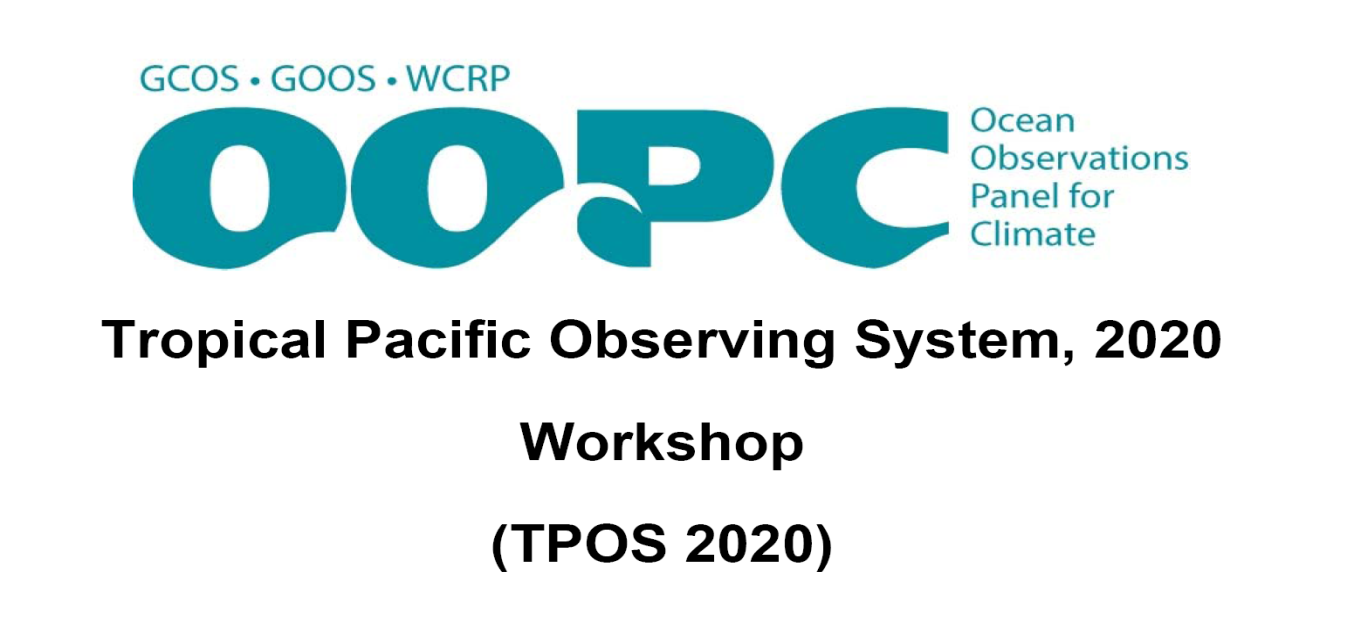 GCOS • GOOS • WCRP
OOPC
Ocean
Observations
Panel for
Climate
Tropical Pacific Observing System, 2020
Workshop
(TPOS 2020)